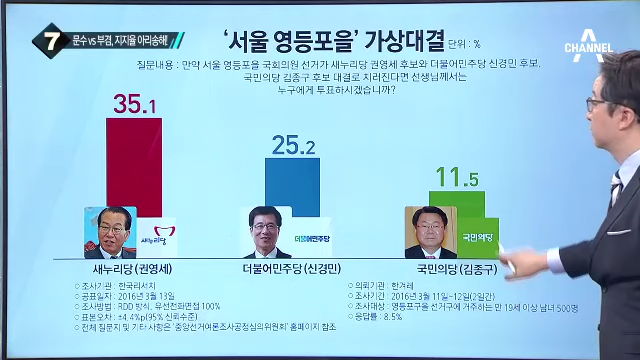 7 문수 vs 부겸, 지지율 아리송해!
'서울 영등포을' 가상대결 단위 : %
CHANNEL A
질문내용 : 만약 서울 영등포을 국회의원 선거가 새누리당 권영세 후보와 더불어민주당 신경민 후보,
국민의당 김종구 후보 대결로 치러진다면 선생님께서는
누구에게 투표하시겠습니까?
35.1
25.2
11.5
새누리당
더불어민주당
국민의당
새누리당 (권영세)
더불어민주당 (신경민)
국민의당 (김종구)
조사기관 : 한국리서치
공표일자 : 2016년 3월 13일
조사방법 : RDD 방식, 유선전화면접 100%
표본오차 : ±4.4%p(95% 신뢰수준)
전체 질문지 및 기타 사항은 '중앙선거여론조사공정심의위원회' 홈페이지 참조
의뢰기관 : 한겨레
조사기간 : 2016년 3월 11일~12일(2일간)
조사대상 : 영등포구을 선거구에 거주하는 만 19세 이상 남녀 500명
응답률 : 8.5%